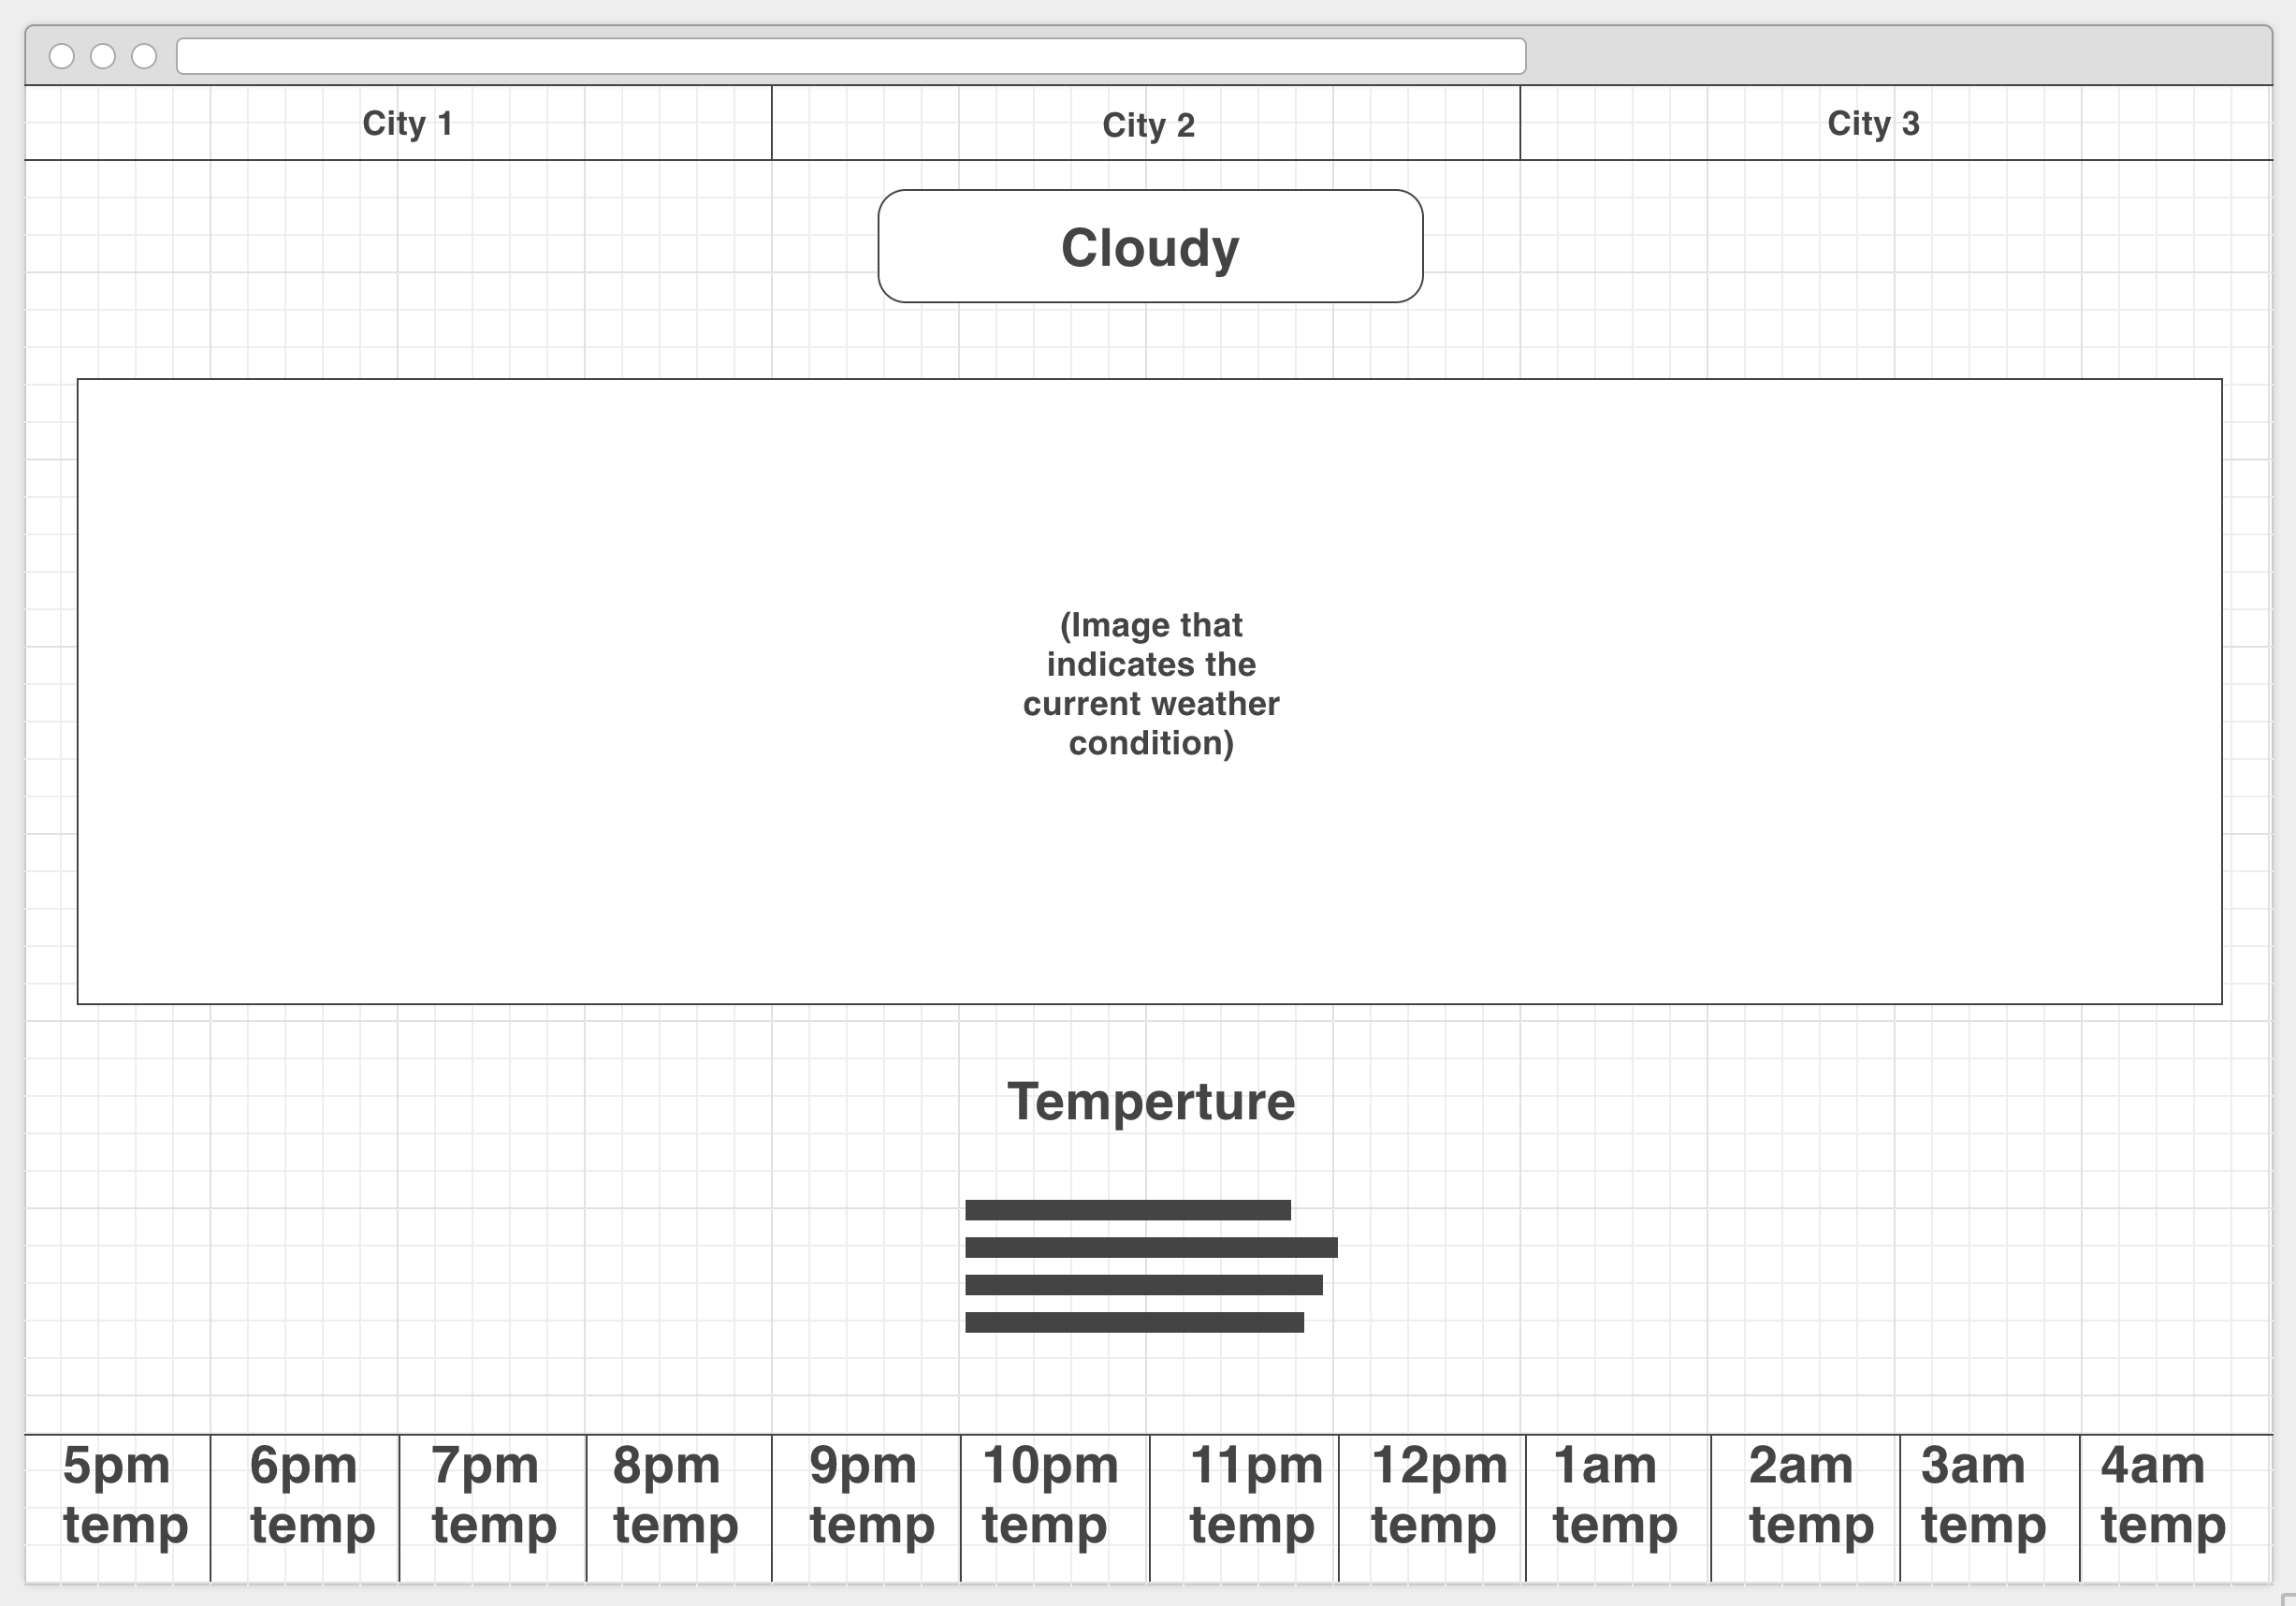 City 1
City 2
City 3
Cloudy
(Image that
indicates the
current weather
condition)
Temperture
5pm
temp
6pm
temp
7pm
temp
8pm
temp
9pm
temp
10pm
temp
11pm
temp
12pm
temp
1am
temp
2am
temp
3am
temp
4am
temp